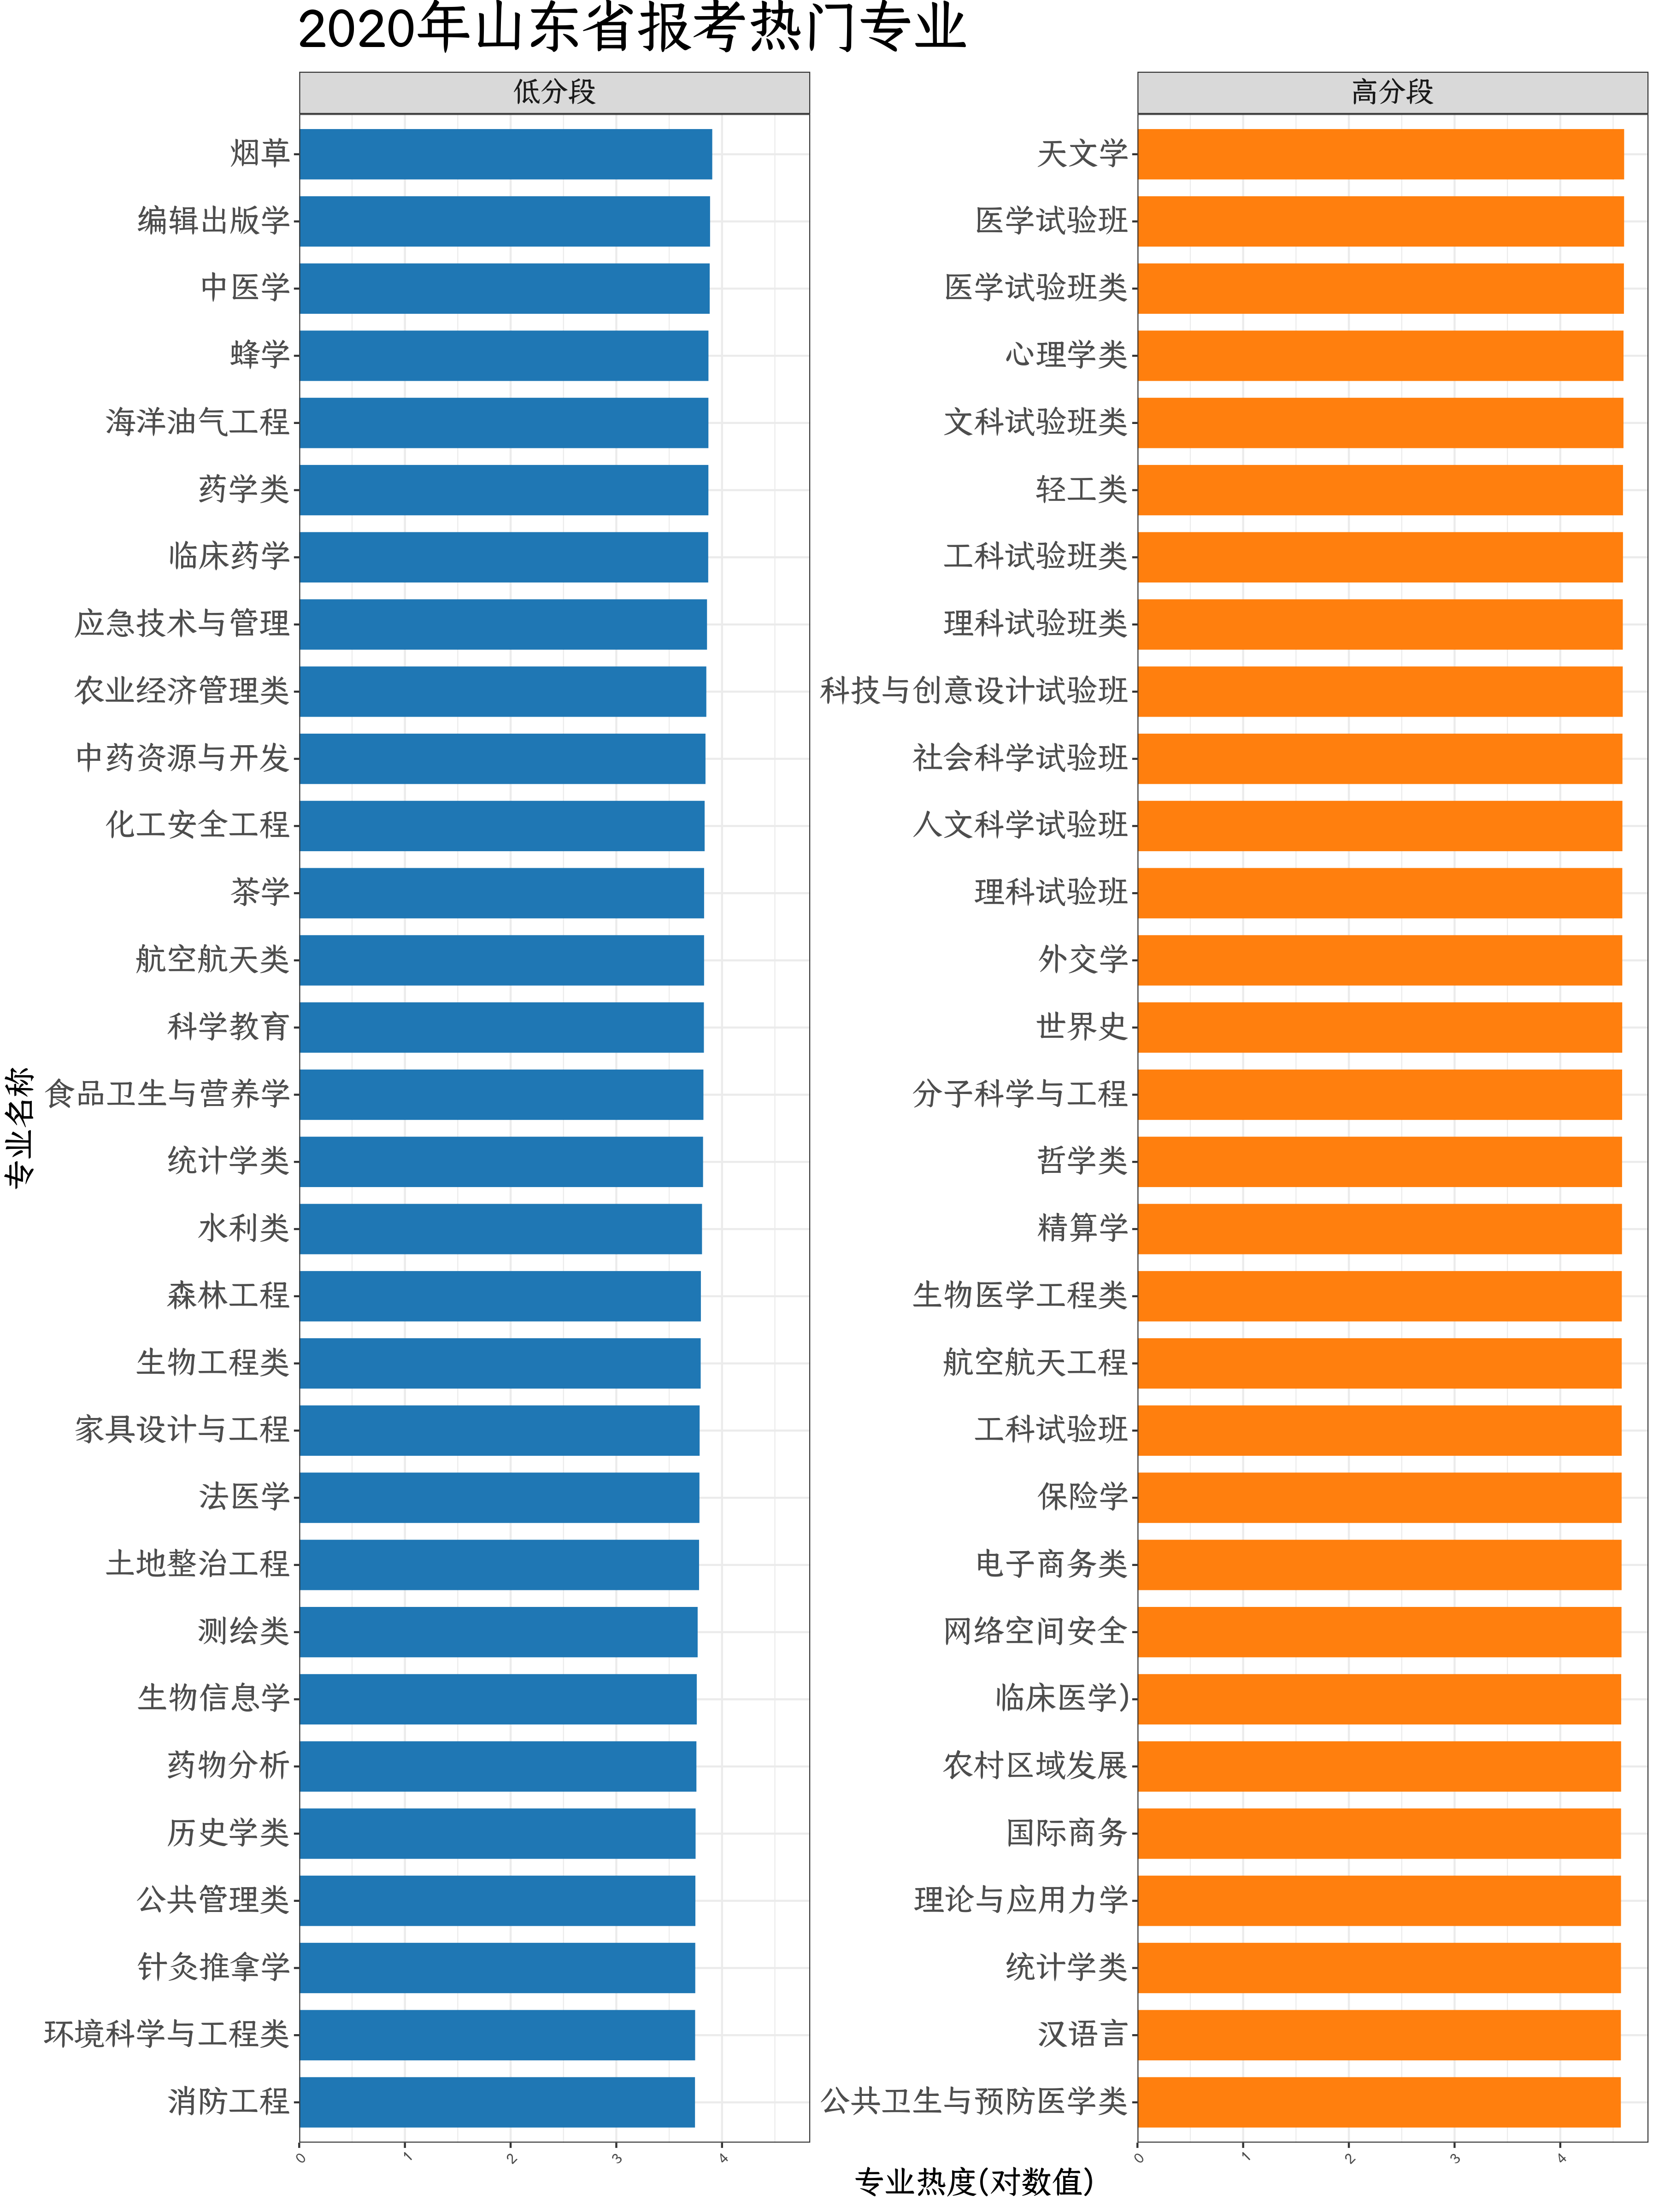 2020年山东省报考热门专业
低分段
烟草
编辑出版学
中医学
蜂学
海洋油气工程
药学类
临床药学
应急技术与管理
农业经济管理类
中药资源与开发
化工安全工程
茶学
航空航天类
科学教育
食品卫生与营养学
统计学类
水利类
森林工程
生物工程类
家具设计与工程
法医学
土地整治工程
测绘类
生物信息学
药物分析
历史学类
公共管理类
针灸推拿学
环境科学与工程类
消防工程
0 1 2 3 4
高分段
天文学
医学试验班
医学试验班类
心理学类
文科试验班类
轻工类
工科试验班类
理科试验班类
科技与创意设计试验班
社会科学试验班
人文科学试验班
理科试验班
外交学
世界史
分子科学与工程
哲学类
精算学
生物医学工程类
航空航天工程
工科试验班
保险学
电子商务类
网络空间安全
临床医学)
农村区域发展
国际商务
理论与应用力学
统计学类
汉语言
公共卫生与预防医学类
0 1 2 3 4
专业名称
专业热度(对数值)